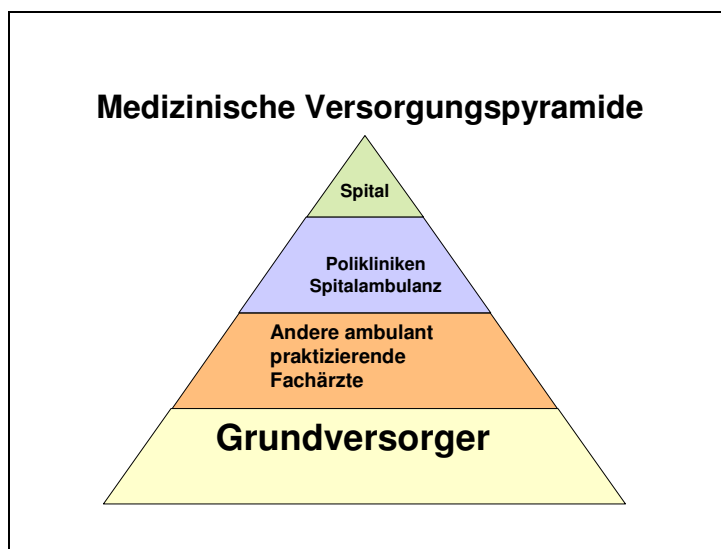 Medizinische Versorgungspyramide
Spital
Polikliniken
Spitalambulanz
Andere ambulant
praktizierende
Fachärzte
Grundversorger